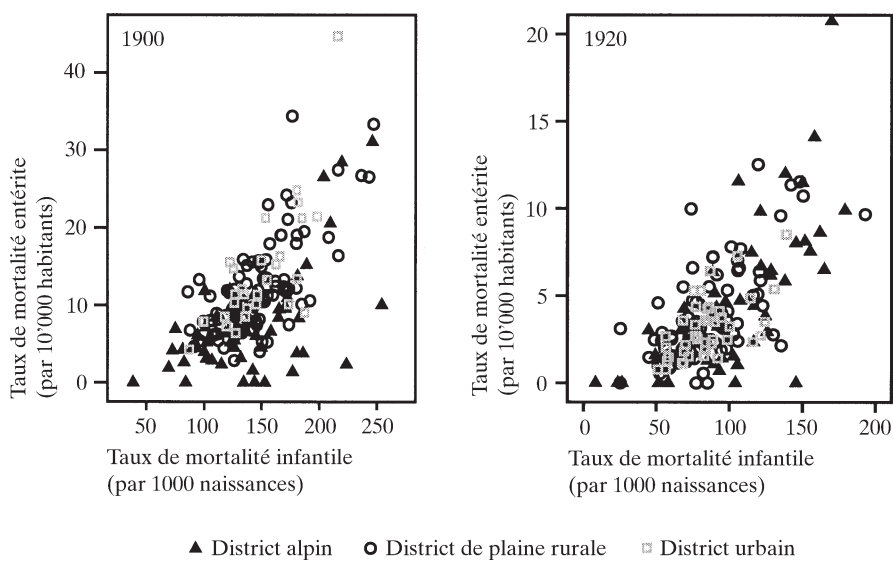 1900
40
30
20
10
0
Taux de mortalité entérite
(par 10’000 habitants)
50 100 150 200 250
Taux de mortalité infantile
(par 1000 naissances)
1920
20
15
10
5
0
Taux de mortalité entérite
(par 10’000 habitants)
0 50 100 150 200
Taux de mortalité infantile
(par 1000 naissances)
District alpin District de plaine rurale District urbain